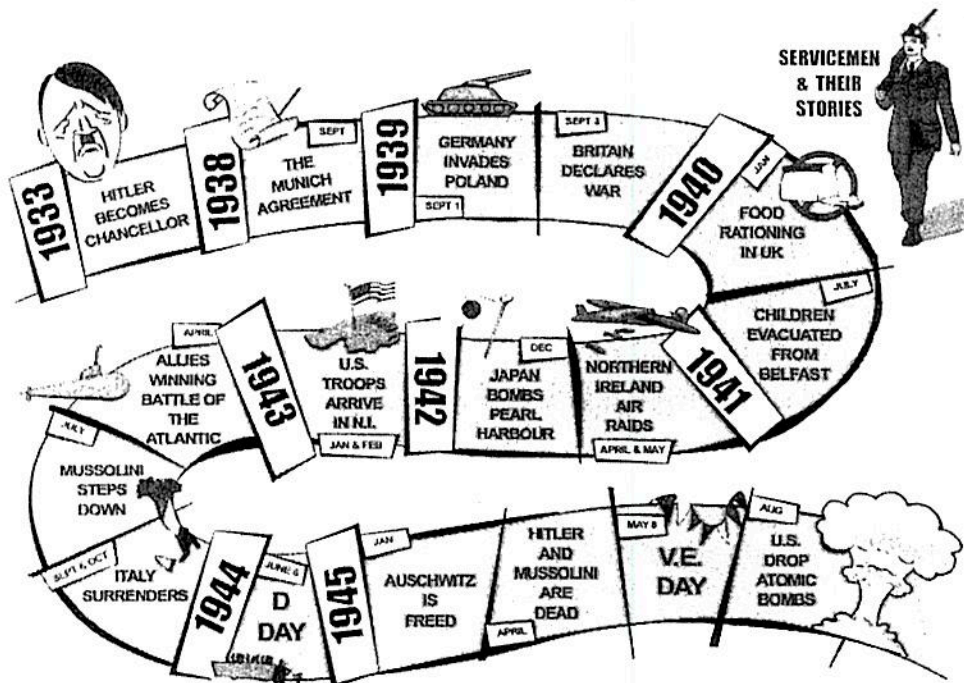 SERVICEMEN
& THEIR
STORIES
1933
HITLER
BECOMES
CHANCELLOR
1938
SEPT
THE
MUNICH
AGREEMENT
1939
GERMANY
INVADES
POLAND
SEPT 1
SEPT 3
BRITAIN
DECLARES
WAR
1940
JAN
FOOD
RATIONING
IN UK
JULY
CHILDREN
EVACUATED
FROM
BELFAST
1941
NORTHERN
IRELAND
AIR
RAIDS
APRIL & MAY
DEC
JAPAN
BOMBS
PEARL
HARBOUR
1942
U.S.
TROOPS
ARRIVE
IN N.I.
JAN & FEB
1943
APRIL
ALLIES
WINNING
BATTLE OF
THE
ATLANTIC
JULY
MUSSOLINI
STEPS
DOWN
SEPT & OCT
ITALY
SURRENDERS
1944
JUNE 6
D
DAY
1945
JAN
AUSCHWITZ
IS
FREED
HITLER
AND
MUSSOLINI
ARE
DEAD
APRIL
MAY 8
V.E.
DAY
AUG
U.S.
DROP
ATOMIC
BOMBS